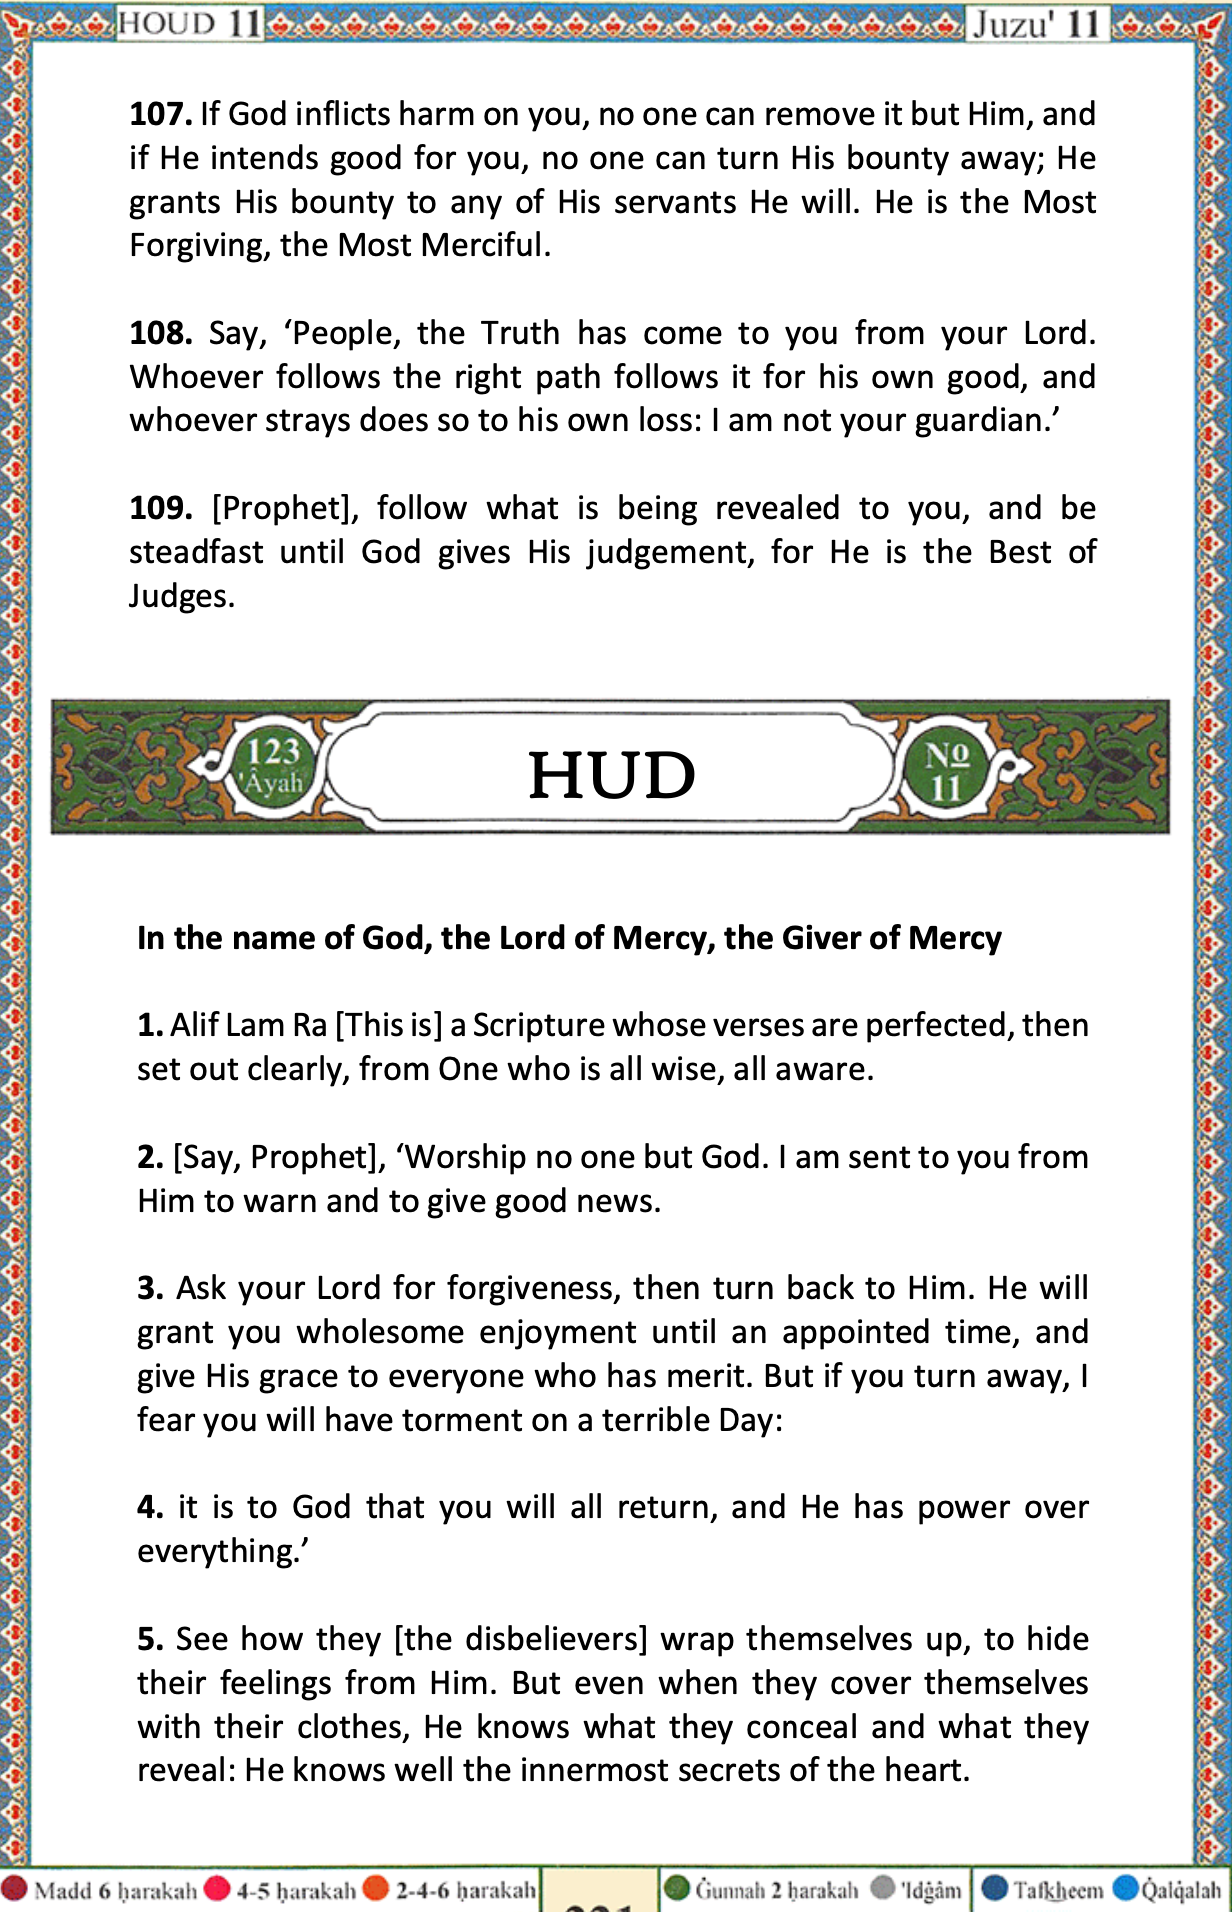 HOUD 11
Juzu' 11
107. If God inflicts harm on you, no one can remove it but Him, and
if He intends good for you, no one can turn His bounty away; He
grants His bounty to any of His servants He will. He is the Most
Forgiving, the Most Merciful.
108. Say, ‘People, the Truth has come to you from your Lord.
Whoever follows the right path follows it for his own good, and
whoever strays does so to his own loss: I am not your guardian.’
109. [Prophet], follow what is being revealed to you, and be
steadfast until God gives His judgement, for He is the Best of
Judges.
123
'Âyah
HUD
No
11
In the name of God, the Lord of Mercy, the Giver of Mercy
1. Alif Lam Ra [This is] a Scripture whose verses are perfected, then
set out clearly, from One who is all wise, all aware.
2. [Say, Prophet], ‘Worship no one but God. I am sent to you from
Him to warn and to give good news.
3. Ask your Lord for forgiveness, then turn back to Him. He will
grant you wholesome enjoyment until an appointed time, and
give His grace to everyone who has merit. But if you turn away, I
fear you will have torment on a terrible Day:
4. it is to God that you will all return, and He has power over
everything.’
5. See how they [the disbelievers] wrap themselves up, to hide
their feelings from Him. But even when they cover themselves
with their clothes, He knows what they conceal and what they
reveal: He knows well the innermost secrets of the heart.
Madd 6 ḥarakah 4-5 ḥarakah 2-4-6 ḥarakah Ġunnah 2 ḥarakah 'Idġâm Tafkheem Q̇alq̇alah